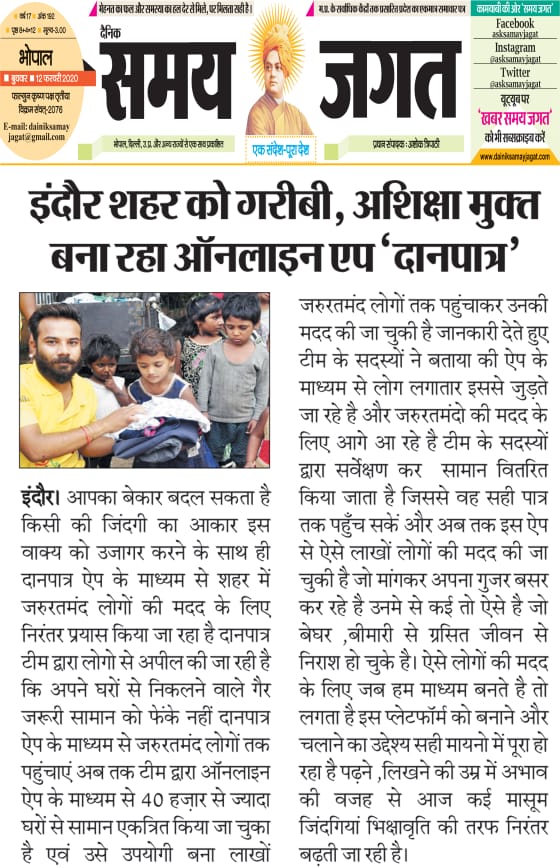 मेहनत का फल और समस्या का हल देर से मिले, पर मिलता सही है।
म.प्र. के सर्वाधिक केंद्रों तक प्रसारित प्रदेश का एकमात्र समाचार पत्र
वर्ष 17 अंक :192
पृष्ठ 8+4=12 मूल्य-3.00
भोपाल
बुधवार 12 फरवरी 2020
फाल्गुन कृष्ण पक्ष तृतीया
विक्रम संवत्-2076
E-mail: dainiksamay
jagat@gmail.com
दैनिक
समय जगत
भोपाल, दिल्ली, उ.प्र. और अन्य राज्यों से एक साथ प्रकाशित
एक संदेश-पूरा देश
प्रधान संपादक : अशोक त्रिपाठी
कामयाबी की ओर 'समय जगत'
Facebook
asksamayjagat
Instagram
@asksamayjagat
Twitter
@asksamayjagat
यूट्यूब पर
'खबर समय जगत'
को भी सब्सक्राइब करें
www.dainiksamayjagat.com
इंदौर शहर को गरीबी, अशिक्षा मुक्त
बना रहा ऑनलाइन एप 'दानपात्र'
इंदौर। आपका बेकार बदल सकता है
किसी की जिंदगी का आकार इस
वाक्य को उजागर करने के साथ ही
दानपात्र ऐप के माध्यम से शहर में
जरुरतमंद लोगों की मदद के लिए
निरंतर प्रयास किया जा रहा है दानपात्र
टीम द्वारा लोगो से अपील की जा रही है
कि अपने घरों से निकलने वाले गैर
जरूरी सामान को फेंके नहीं दानपात्र
ऐप के माध्यम से जरुरतमंद लोगों तक
पहुंचाएं अब तक टीम द्वारा ऑनलाइन
ऐप के माध्यम से 40 हज़ार से ज्यादा
घरों से सामान एकत्रित किया जा चुका
है एवं उसे उपयोगी बना लाखों
जरुरतमंद लोगों तक पहुंचाकर उनकी
मदद की जा चुकी है जानकारी देते हुए
टीम के सदस्यों ने बताया की ऐप के
माध्यम से लोग लगातार इससे जुड़ते
जा रहे है और जरुरतमंदो की मदद के
लिए आगे आ रहे है टीम के सदस्यों
द्वारा सर्वेक्षण कर सामान वितरित
किया जाता है जिससे वह सही पात्र
तक पहुँच सकें और अब तक इस ऐप
से ऐसे लाखों लोगों की मदद की जा
चुकी है जो मांगकर अपना गुजर बसर
कर रहे है उनमे से कई तो ऐसे है जो
बेघर ,बीमारी से ग्रसित जीवन से
निराश हो चुके है। ऐसे लोगों की मदद
के लिए जब हम माध्यम बनते है तो
लगता है इस प्लेटफॉर्म को बनाने और
चलाने का उद्देश्य सही मायनो में पूरा हो
रहा है पढ़ने ,लिखने की उम्र में अभाव
की वजह से आज कई मासूम
जिंदगियां भिक्षावृति की तरफ निरंतर
बढ़ती जा रही है।